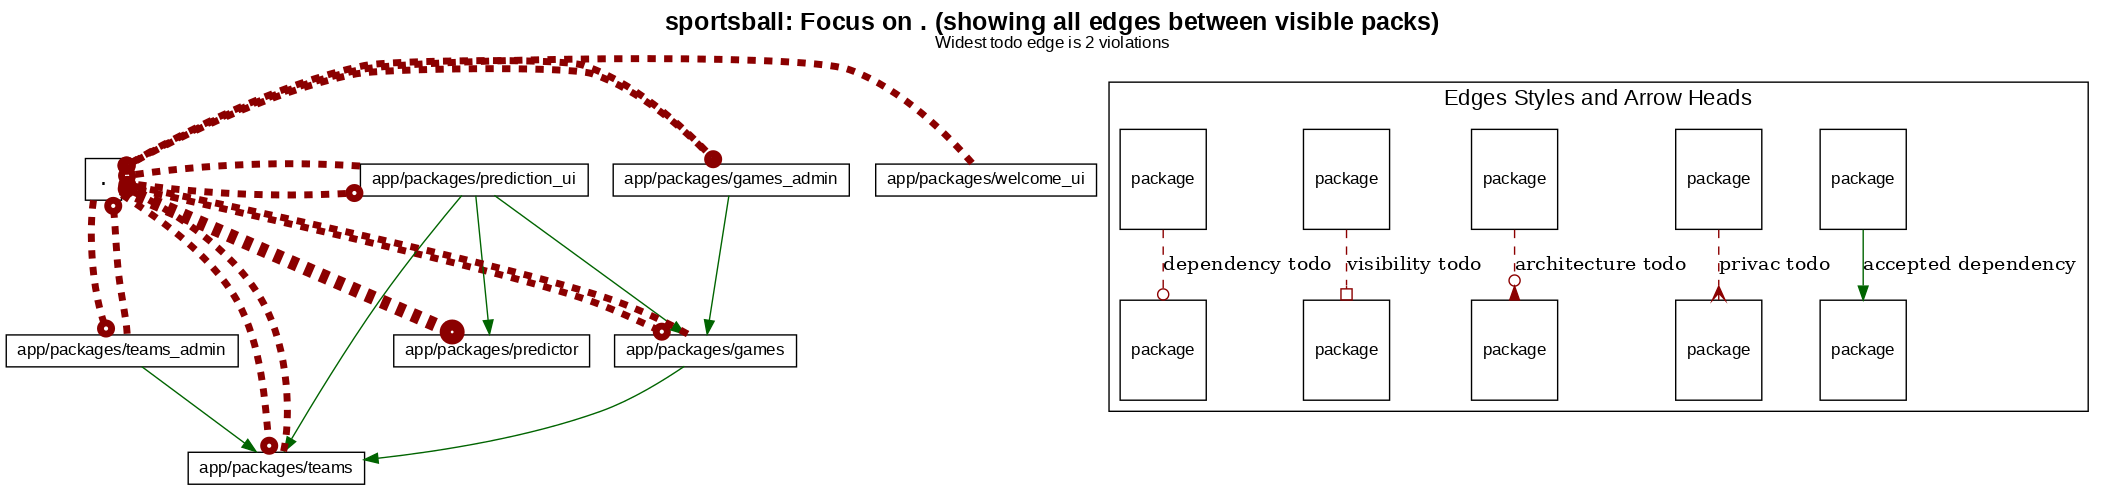 sportsball: Focus on . (showing all edges between visible packs)
Widest todo edge is 2 violations
Edges Styles and Arrow Heads
.
app/packages/prediction_ui
app/packages/games_admin
app/packages/welcome_ui
package
package
package
package
package
dependency todo
visibility todo
architecture todo
privac todo
accepted dependency
app/packages/teams_admin
app/packages/predictor
app/packages/games
package
package
package
package
package
app/packages/teams